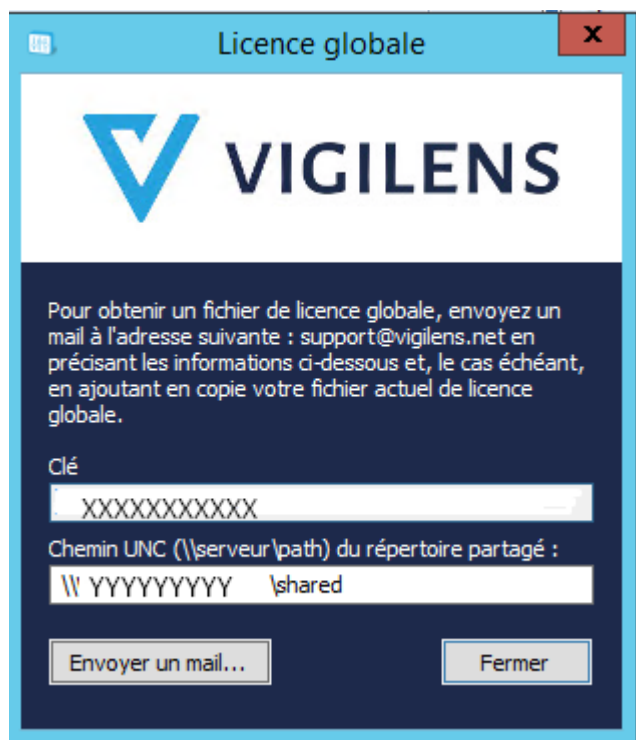 Licence globale
x
VIGILENS
Pour obtenir un fichier de licence globale, envoyez un
mail à l'adresse suivante : support@vigilens.net en
précisant les informations ci-dessous et, le cas échéant,
en ajoutant en copie votre fichier actuel de licence
globale.
Clé
XXXXXXXXXXX
Chemin UNC (\\serveur\path) du répertoire partagé :
\\' YYYYYYYYY \shared
Envoyer un mail... Fermer